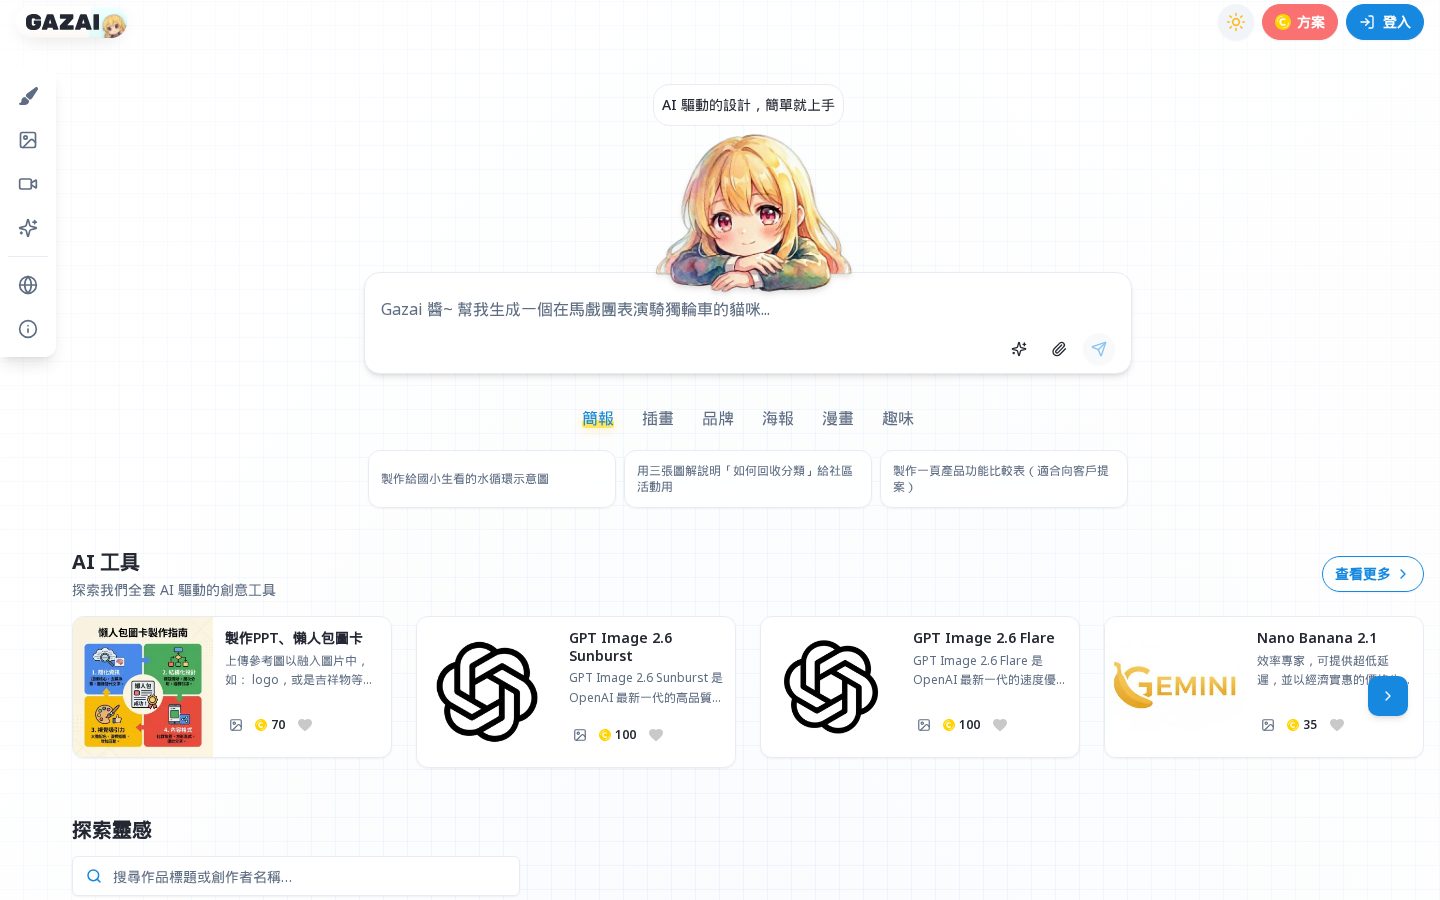 GAZAI
方案
登入
AI 驅動的設計，簡單就上手
Gazai 醬~ 幫我生成一個在馬戲團表演騎獨輪車的貓咪...
簡報
插畫
品牌
海報
漫畫
趣味
製作給國小生看的水循環示意圖
用三張圖解說明「如何回收分類」給社區
活動用
製作一頁產品功能比較表（適合向客戶提
案）
AI 工具
探索我們全套 AI 驅動的創意工具
查看更多
懶人包圖卡製作指南
懶人包
成功！
製作PPT、懶人包圖卡
上傳參考圖以融入圖片中，
如： logo，或是吉祥物等...
70
GPT Image 2.6
Sunburst
GPT Image 2.6 Sunburst 是
OpenAI 最新一代的高品質...
100
GPT Image 2.6 Flare
GPT Image 2.6 Flare 是
OpenAI 最新一代的速度優...
100
GEMINI
Nano Banana 2.1
效率專家，可提供超低延
遲，並以經濟實惠的價格
35
探索靈感
搜尋作品標題或創作者名稱...